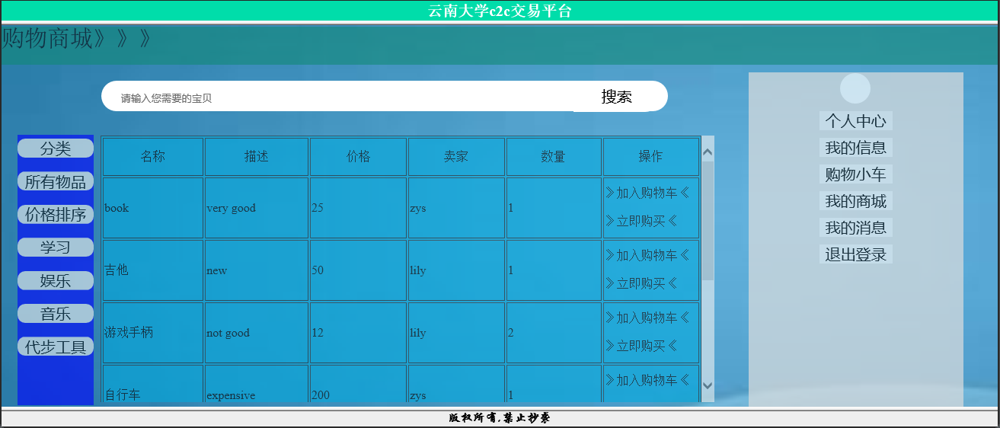 云南大学c2c交易平台
购物商城》》》
请输入您需要的宝贝 搜索
分类
所有物品
价格排序
学习
娱乐
音乐
代步工具
名称 描述 价格 卖家 数量 操作
book very good 25 zys 1 》加入购物车《
》立即购买《
吉他 new 50 lily 1 》加入购物车《
》立即购买《
游戏手柄 not good 12 lily 2 》加入购物车《
》立即购买《
自行车 expensive 200 zys 1 》加入购物车《
个人中心
我的信息
购物小车
我的商城
我的消息
退出登录
版权所有,禁止抄袭